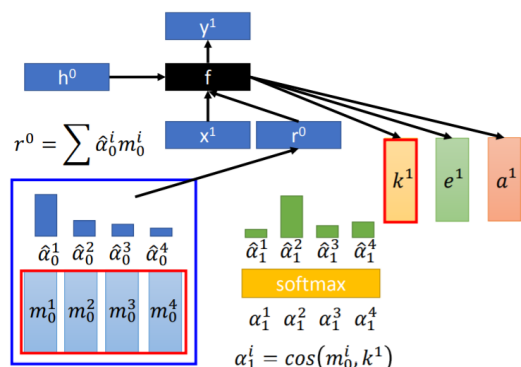 y¹
h⁰ f
x¹ r⁰
r⁰ = ∑ α̂₀ⁱm₀ⁱ
k¹ e¹ a¹
α̂₀¹ α̂₀² α̂₀³ α̂₀⁴
m₀¹ m₀² m₀³ m₀⁴
α̂₁¹ α̂₁² α̂₁³ α̂₁⁴
softmax
α₁¹ α₁² α₁³ α₁⁴
α₁ⁱ = cos(m₀ⁱ, k¹)